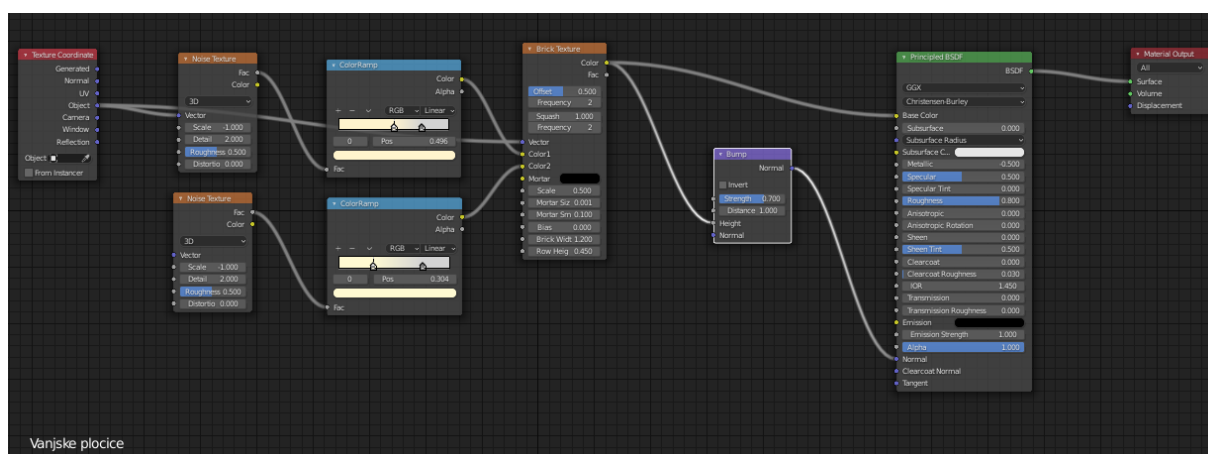 Texture Coordinate
Generated
Normal
UV
Object
Camera
Window
Reflection
Object
From Instancer
Noise Texture
Fac
Color
3D
Vector
Scale -1.000
Detail 2.000
Roughness 0.500
Distortio 0.000
Noise Texture
Fac
Color
3D
Vector
Scale -1.000
Detail 2.000
Roughness 0.500
Distortio 0.000
ColorRamp
Color
Alpha
+ − RGB Linear
0 Pos 0.496
Fac
ColorRamp
Color
Alpha
+ − RGB Linear
0 Pos 0.304
Fac
Brick Texture
Color
Fac
Offset 0.500
Frequency 2
Squash 1.000
Frequency 2
Vector
Color1
Color2
Mortar
Scale 0.500
Mortar Siz 0.001
Mortar Sm 0.100
Bias 0.000
Brick Widt 1.200
Row Heig 0.450
Bump
Normal
Invert
Strength 0.700
Distance 1.000
Height
Normal
Principled BSDF
BSDF
GGX
Christensen-Burley
Base Color
Subsurface 0.000
Subsurface Radius
Subsurface C...
Metallic -0.500
Specular 0.500
Specular Tint 0.000
Roughness 0.800
Anisotropic 0.000
Anisotropic Rotation 0.000
Sheen 0.000
Sheen Tint 0.500
Clearcoat 0.000
Clearcoat Roughness 0.030
IOR 1.450
Transmission 0.000
Transmission Roughness 0.000
Emission
Emission Strength 1.000
Alpha 1.000
Normal
Clearcoat Normal
Tangent
Material Output
All
Surface
Volume
Displacement
Vanjske plocice